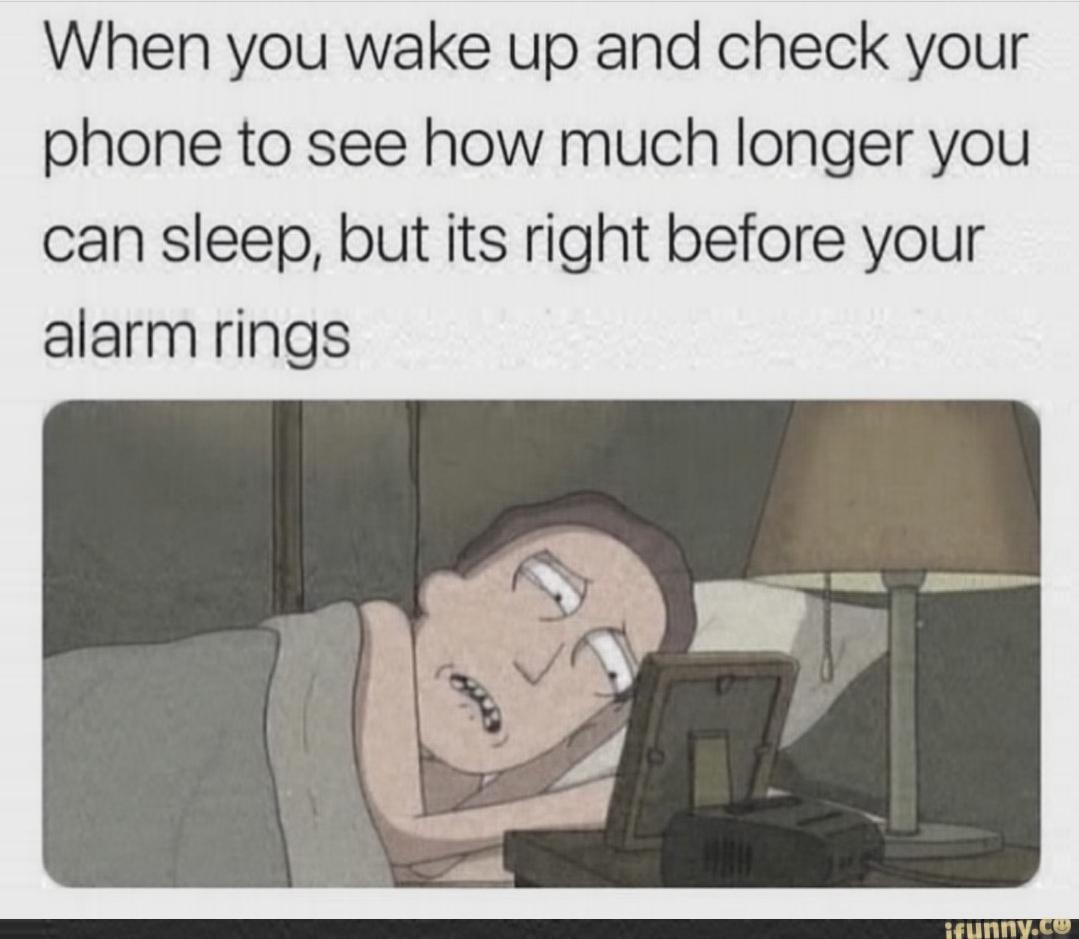 When you wake up and check your
phone to see how much longer you
can sleep, but its right before your
alarm rings
ifunny.co